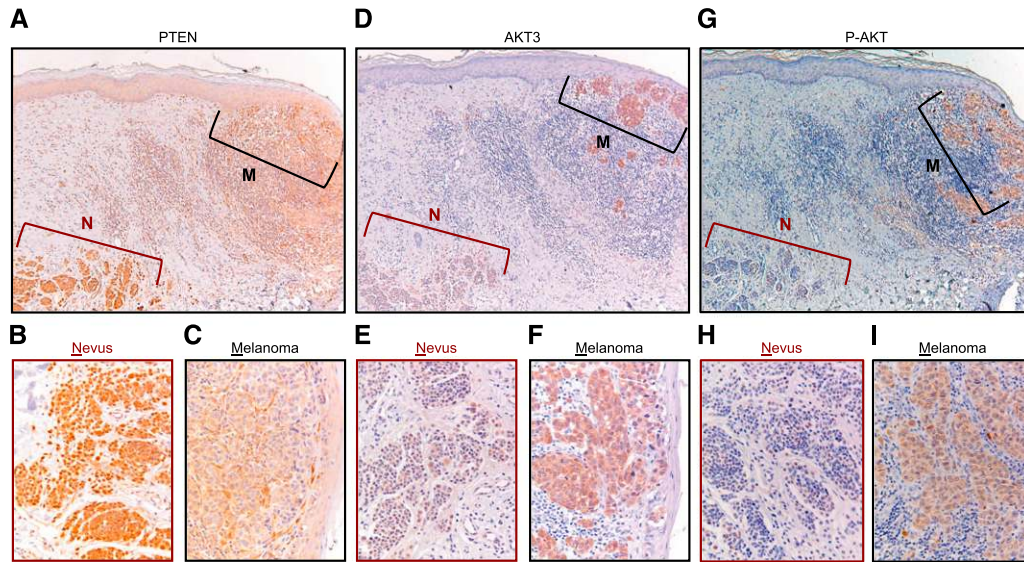 A
PTEN
N
M
D
AKT3
N
M
G
P-AKT
N
M
B
Nevus
C
Melanoma
E
Nevus
F
Melanoma
H
Nevus
I
Melanoma